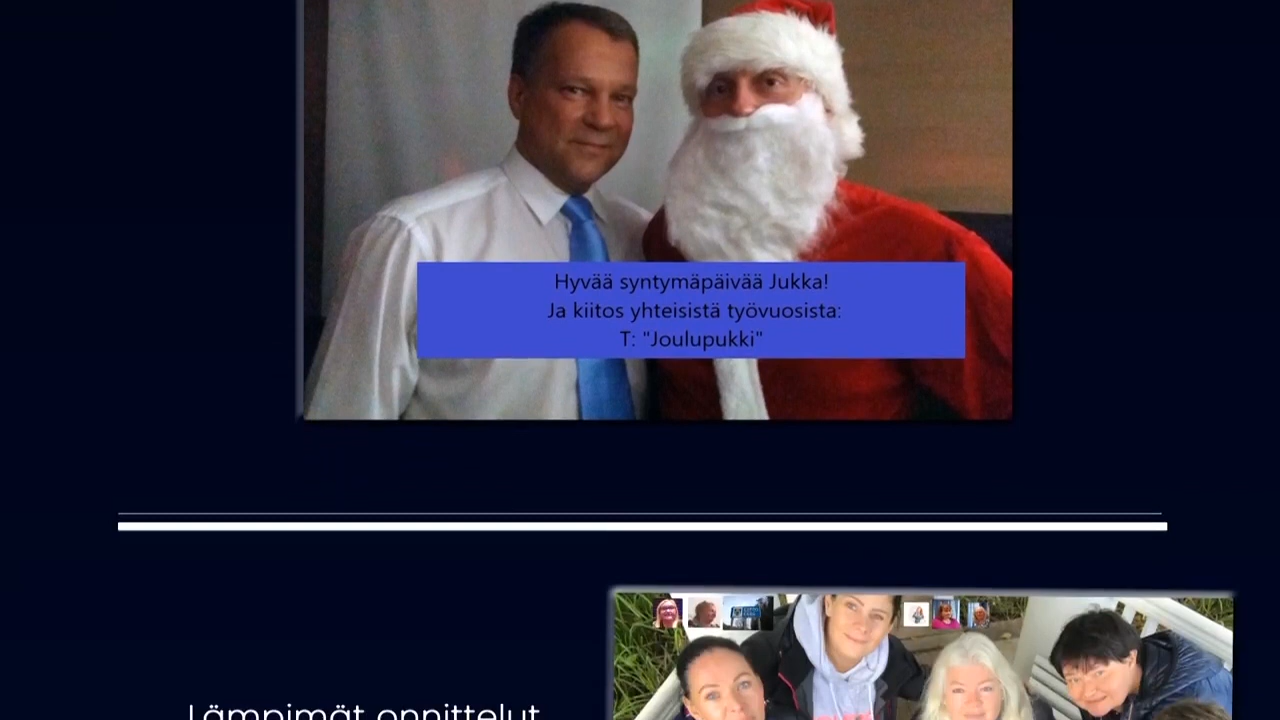 Hyvää syntymäpäivää Jukka!
Ja kiitos yhteisistä työvuosista:
T: "Joulupukki"
Lämpimät onnittelut